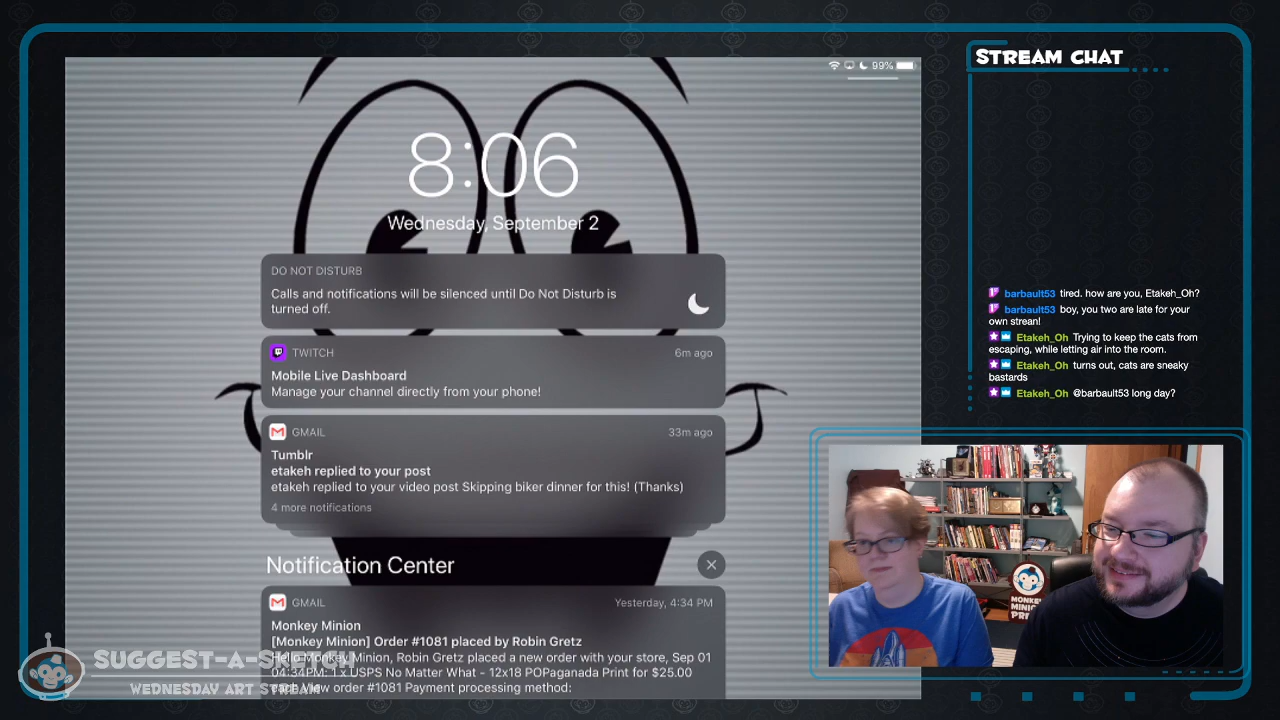 99%
8:06
Wednesday, September 2
DO NOT DISTURB
Calls and notifications will be silenced until Do Not Disturb is
turned off.
TWITCH 6m ago
Mobile Live Dashboard
Manage your channel directly from your phone!
GMAIL 33m ago
Tumblr
etakeh replied to your post
etakeh replied to your video post Skipping biker dinner for this! (Thanks)
4 more notifications
Notification Center
GMAIL Yesterday, 4:34 PM
Monkey Minion
[Monkey Minion] Order #1081 placed by Robin Gretz
Hello Monkey Minion, Robin Gretz placed a new order with your store, Sep 01
04:34PM: 1 x USPS No Matter What - 12x18 POPaganada Print for $25.00
each View order #1081 Payment processing method:
SUGGEST-A-SKETCH
WEDNESDAY ART STREAM
STREAM CHAT
barbault53 tired. how are you, Etakeh_Oh?
barbault53 boy, you two are late for your
own strean!
Etakeh_Oh Trying to keep the cats from
escaping, while letting air into the room.
Etakeh_Oh turns out, cats are sneaky
bastards
Etakeh_Oh @barbault53 long day?
MONKEY
MINION
PRESS